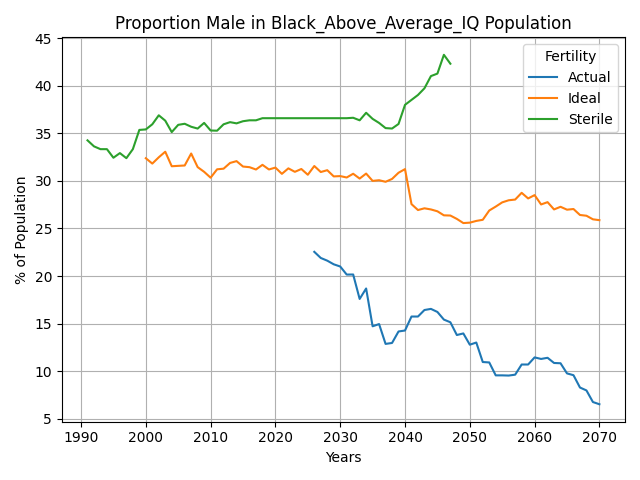 Proportion Male in Black_Above_Average_IQ Population
45
40
35
30
25
20
15
10
5
% of Population
Fertility
Actual
Ideal
Sterile
1990 2000 2010 2020 2030 2040 2050 2060 2070
Years